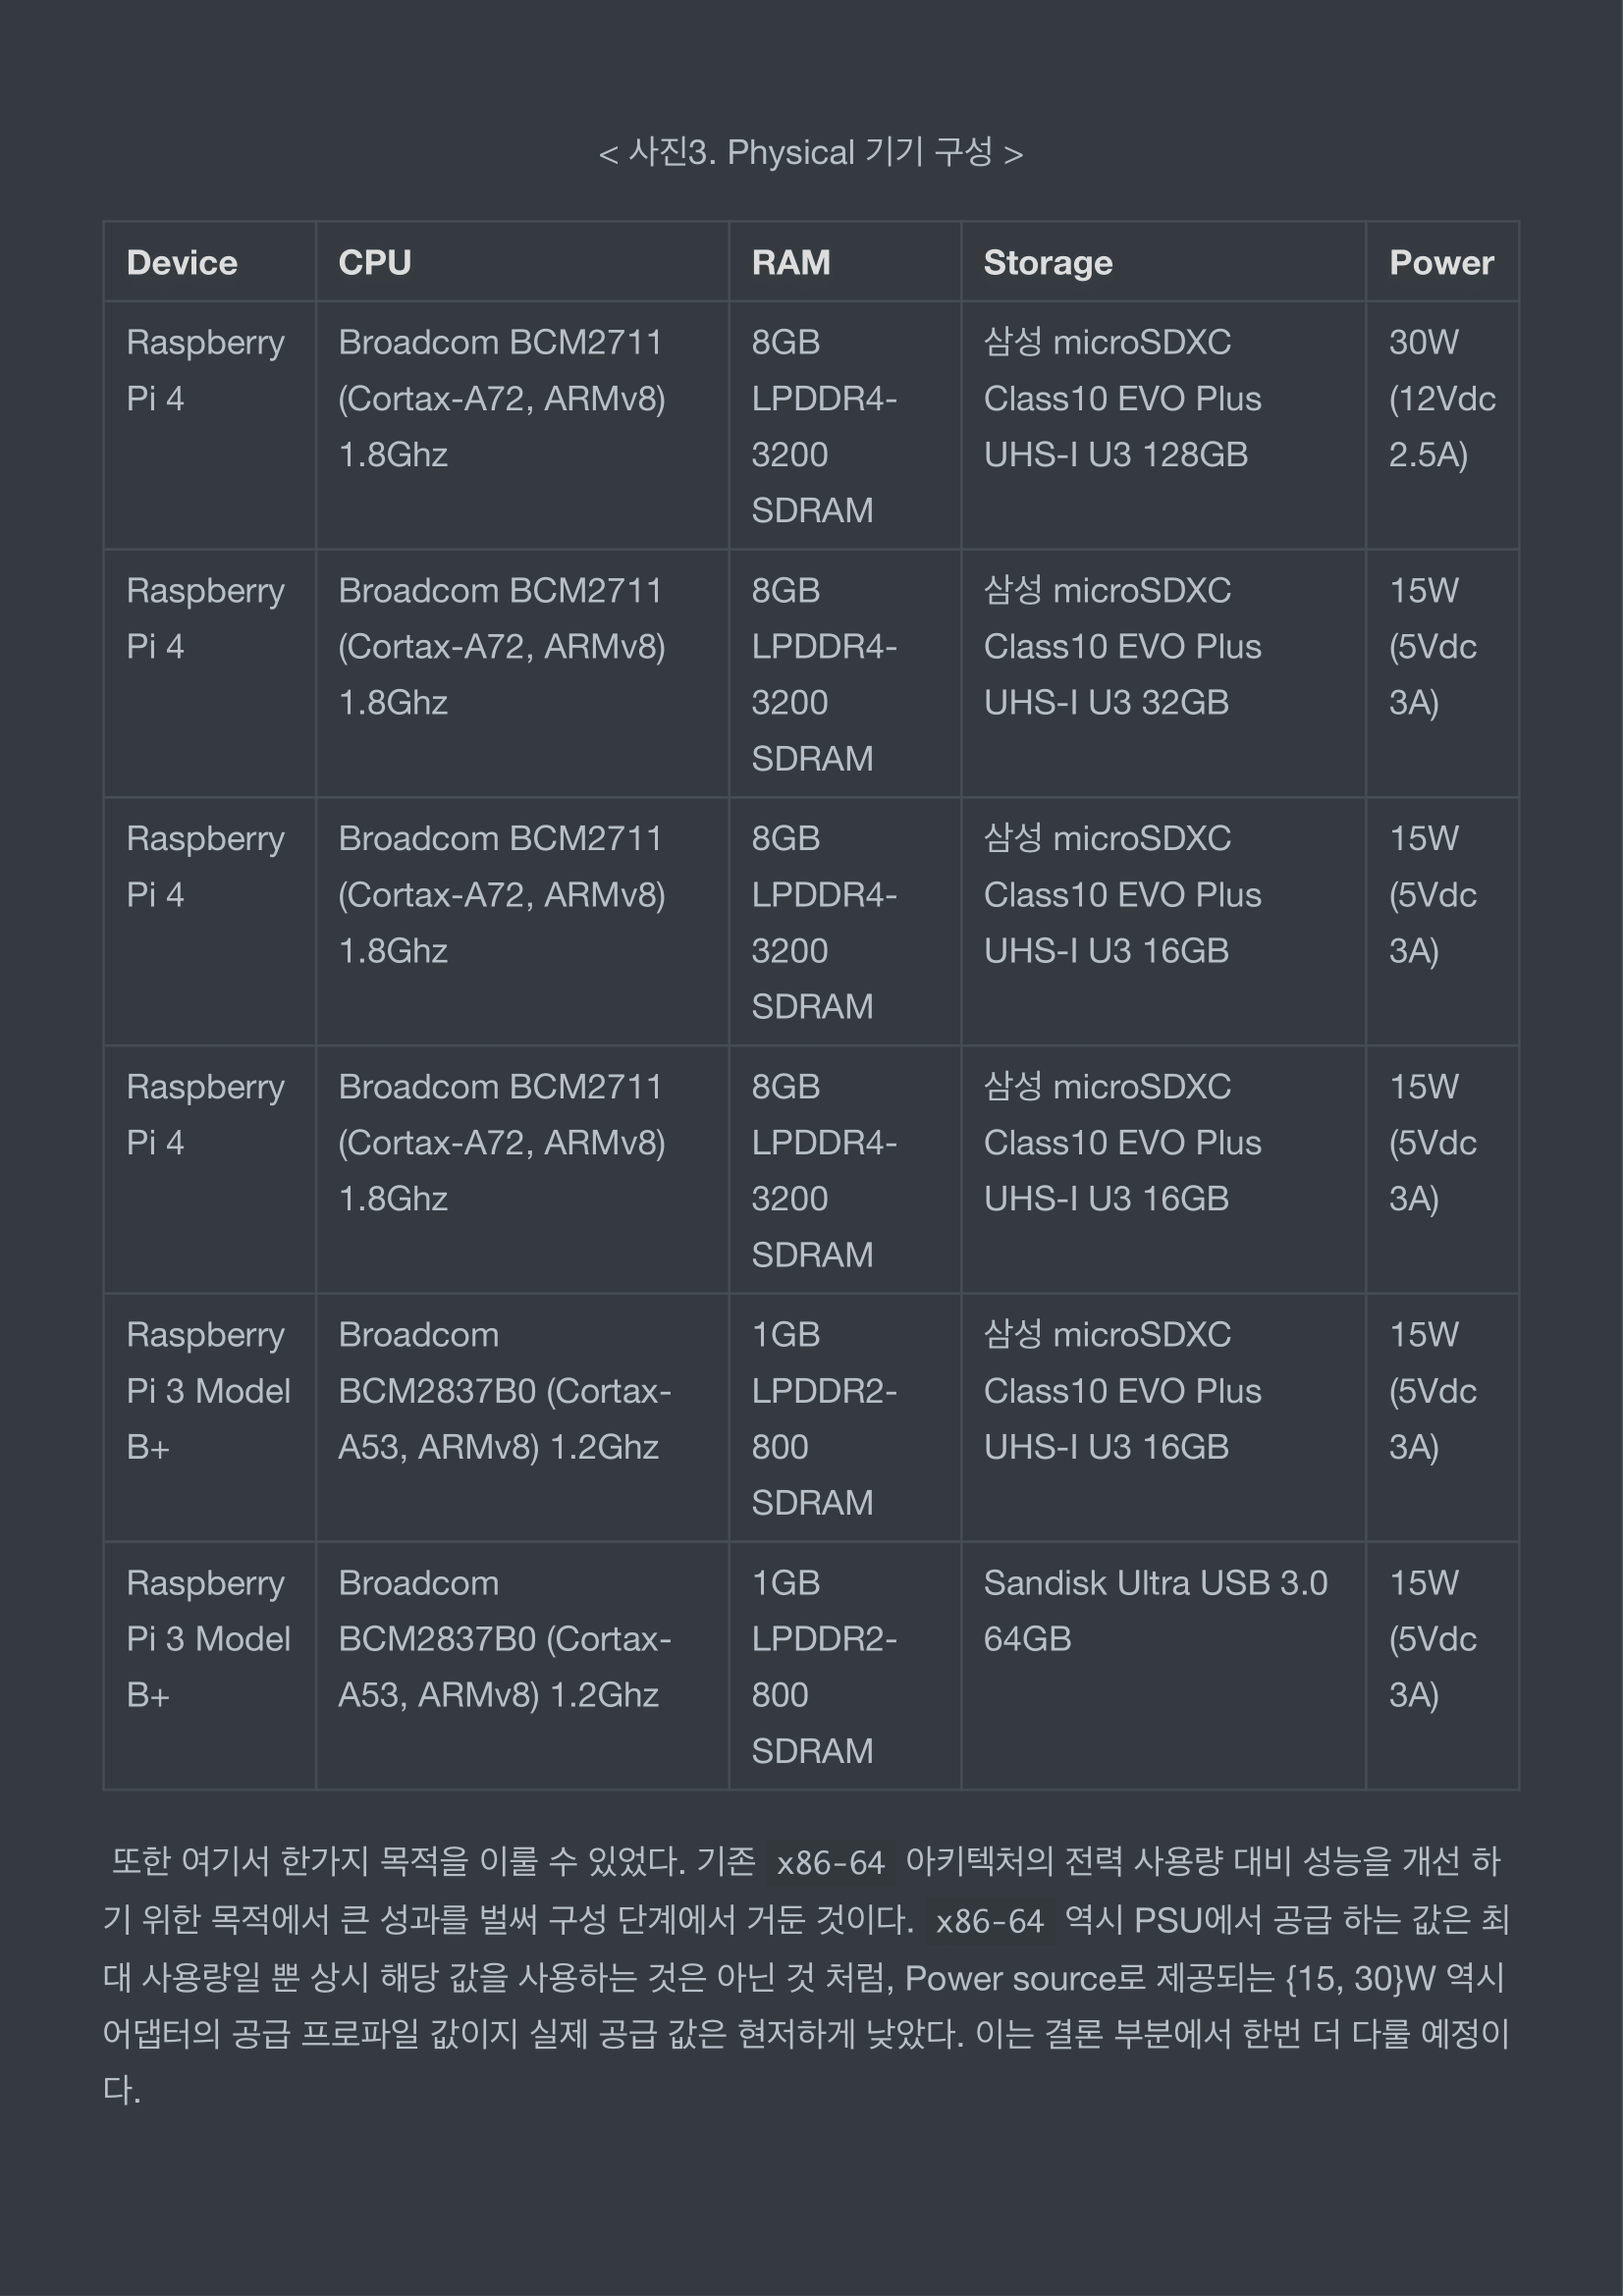 < 사진3. Physical 기기 구성 >
Device CPU RAM Storage Power
Raspberry Broadcom BCM2711 8GB 삼성 microSDXC 30W
Pi 4 (Cortax-A72, ARMv8) LPDDR4- Class10 EVO Plus (12Vdc
1.8Ghz 3200 UHS-I U3 128GB 2.5A)
SDRAM
Raspberry Broadcom BCM2711 8GB 삼성 microSDXC 15W
Pi 4 (Cortax-A72, ARMv8) LPDDR4- Class10 EVO Plus (5Vdc
1.8Ghz 3200 UHS-I U3 32GB 3A)
SDRAM
Raspberry Broadcom BCM2711 8GB 삼성 microSDXC 15W
Pi 4 (Cortax-A72, ARMv8) LPDDR4- Class10 EVO Plus (5Vdc
1.8Ghz 3200 UHS-I U3 16GB 3A)
SDRAM
Raspberry Broadcom BCM2711 8GB 삼성 microSDXC 15W
Pi 4 (Cortax-A72, ARMv8) LPDDR4- Class10 EVO Plus (5Vdc
1.8Ghz 3200 UHS-I U3 16GB 3A)
SDRAM
Raspberry Broadcom 1GB 삼성 microSDXC 15W
Pi 3 Model BCM2837B0 (Cortax- LPDDR2- Class10 EVO Plus (5Vdc
B+ A53, ARMv8) 1.2Ghz 800 UHS-I U3 16GB 3A)
SDRAM
Raspberry Broadcom 1GB Sandisk Ultra USB 3.0 15W
Pi 3 Model BCM2837B0 (Cortax- LPDDR2- 64GB (5Vdc
B+ A53, ARMv8) 1.2Ghz 800 3A)
SDRAM
또한 여기서 한가지 목적을 이룰 수 있었다. 기존 x86-64 아키텍처의 전력 사용량 대비 성능을 개선 하
기 위한 목적에서 큰 성과를 벌써 구성 단계에서 거둔 것이다. x86-64 역시 PSU에서 공급 하는 값은 최
대 사용량일 뿐 상시 해당 값을 사용하는 것은 아닌 것 처럼, Power source로 제공되는 {15, 30}W 역시
어댑터의 공급 프로파일 값이지 실제 공급 값은 현저하게 낮았다. 이는 결론 부분에서 한번 더 다룰 예정이
다.